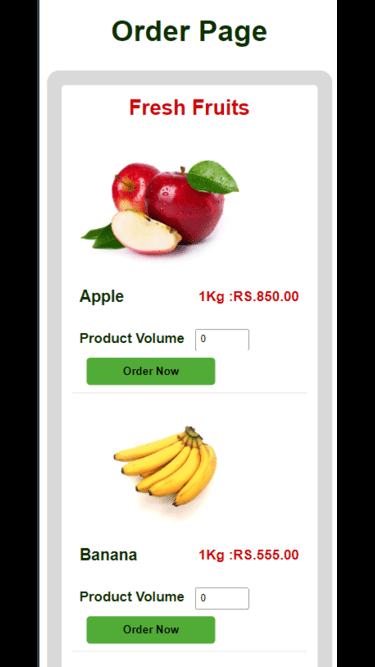 Order Page
Fresh Fruits
Apple 1Kg :RS.850.00
Product Volume 0
Order Now
Banana 1Kg :RS.555.00
Product Volume 0
Order Now